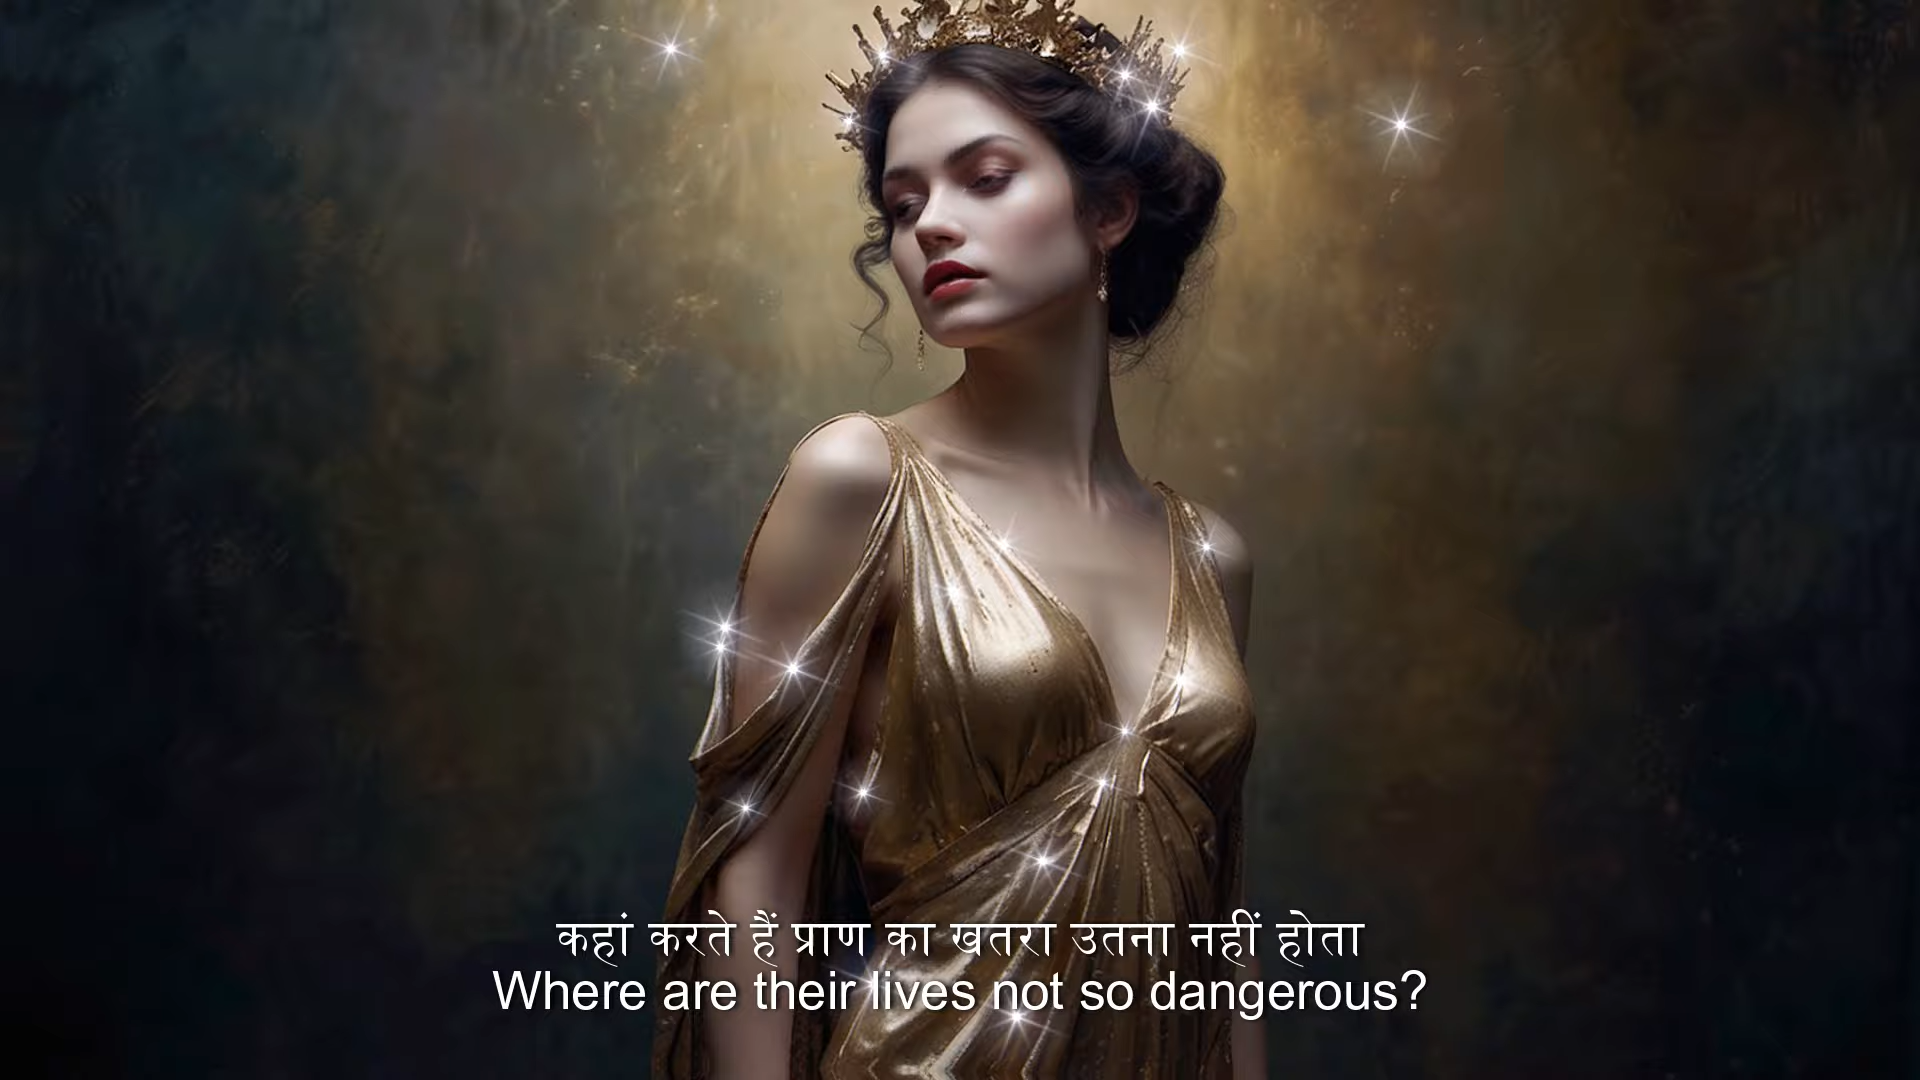 कहां करते हैं प्राण का खतरा उतना नहीं होता
Where are their lives not so dangerous?